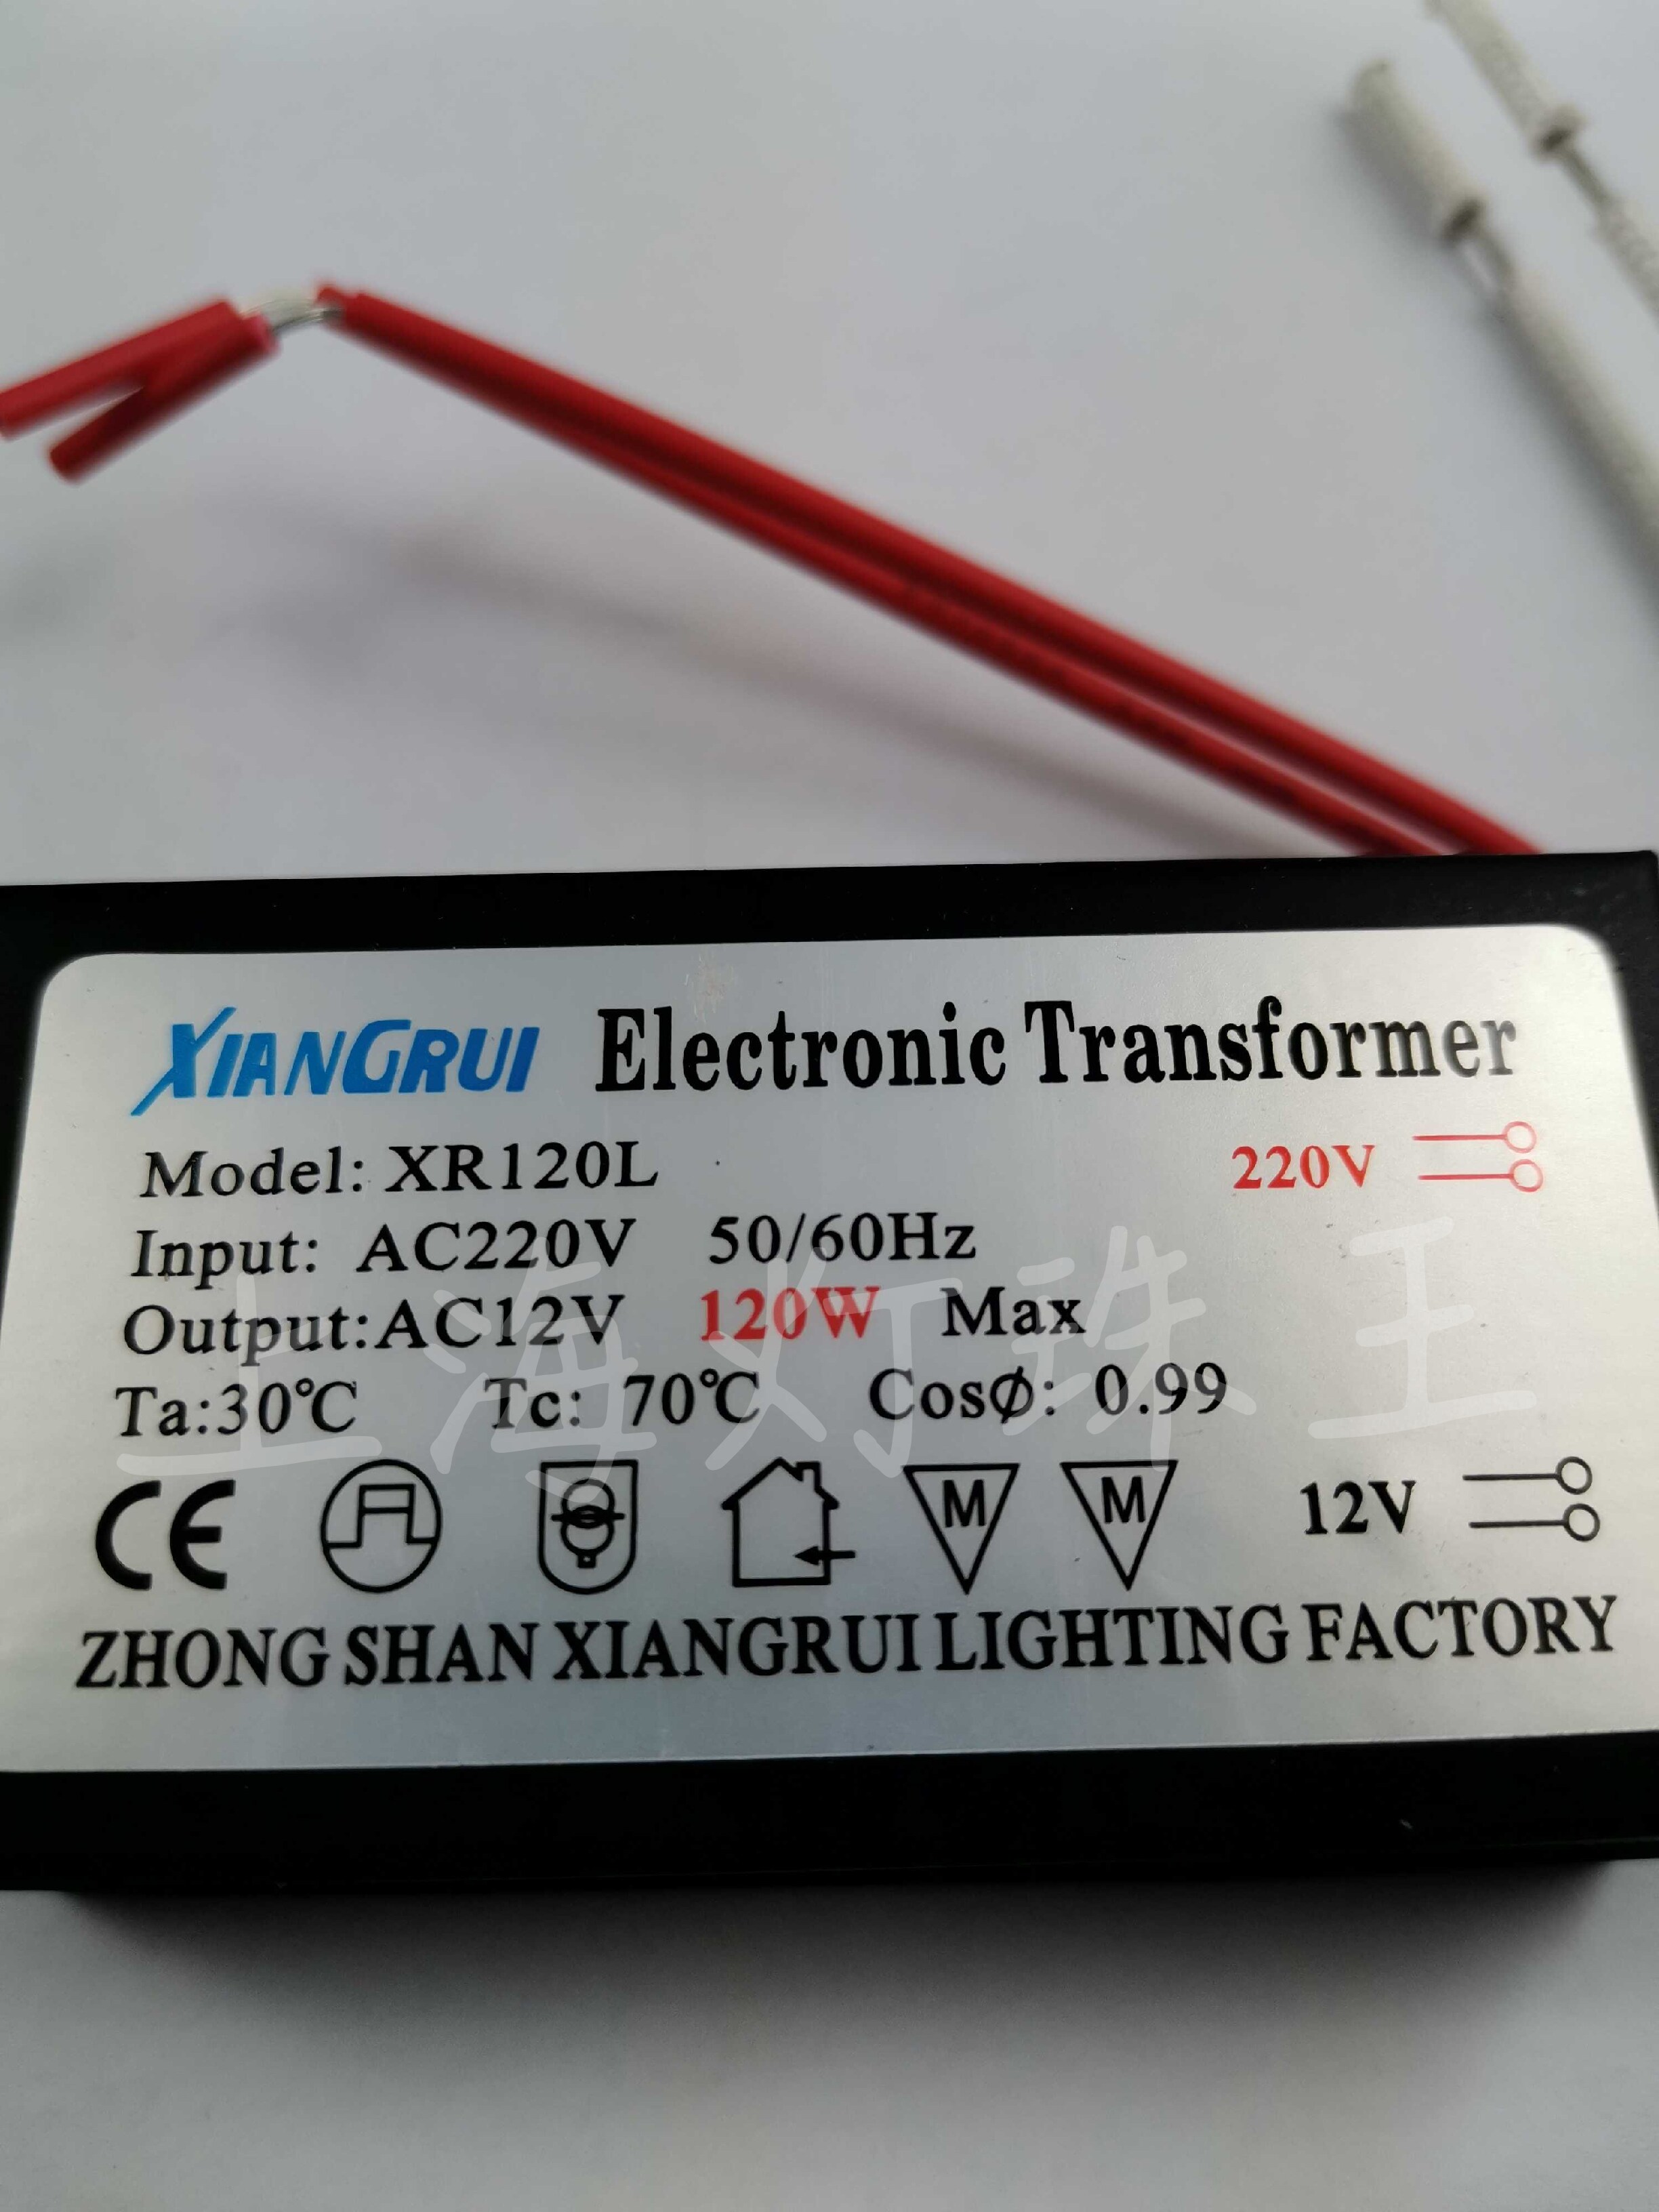 XIANGRUI Electronic Transformer
Model: XR120L 220V
Input: AC220V 50/60Hz
Output:AC12V 120W Max
上海灯珠王
Ta:30℃ Tc: 70℃ CosØ: 0.99
CE M M 12V
ZHONG SHAN XIANGRUI LIGHTING FACTORY